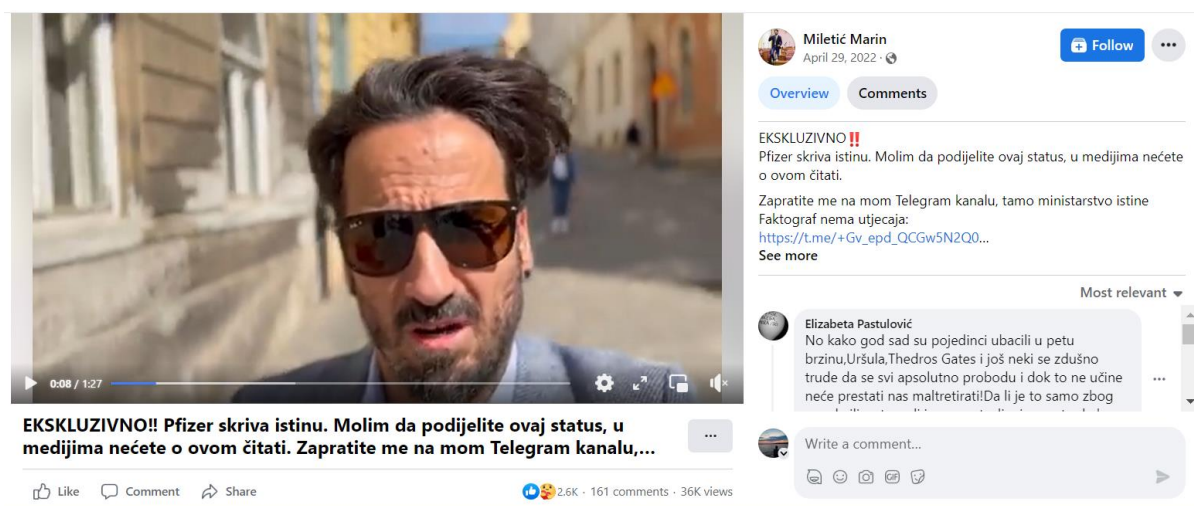 0:08 / 1:27
EKSKLUZIVNO!! Pfizer skriva istinu. Molim da podijelite ovaj status, u
medijima nećete o ovom čitati. Zapratite me na mom Telegram kanalu,...
Like
Comment
Share
2.6K · 161 comments · 36K views
Miletić Marin
April 29, 2022 ·
Follow
Overview
Comments
EKSKLUZIVNO‼️
Pfizer skriva istinu. Molim da podijelite ovaj status, u medijima nećete
o ovom čitati.
Zapratite me na mom Telegram kanalu, tamo ministarstvo istine
Faktograf nema utjecaja:
https://t.me/+Gv_epd_QCGw5N2Q0...
See more
Most relevant
Elizabeta Pastulović
No kako god sad su pojedinci ubacili u petu
brzinu,Uršula,Thedros Gates i još neki se zdušno
trude da se svi apsolutno probodu i dok to ne učine
neće prestati nas maltretirati!Da li je to samo zbog
Write a comment...
GIF